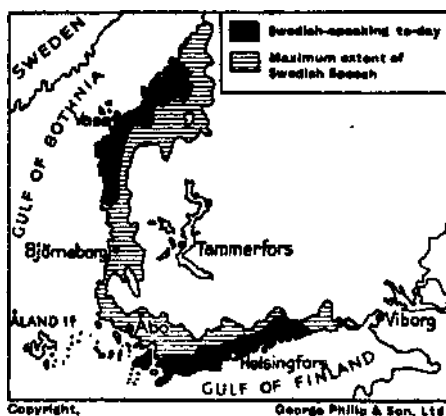 Swedish-speaking to-day
Maximum extent of
Swedish Speech
SWEDEN
GULF OF BOTHNIA
Vasa
Björneborg
Tammerfors
ÅLAND IS
Åbo
Helsingfors
Viborg
GULF OF FINLAND
Copyright,
George Philip & Son, Ltd